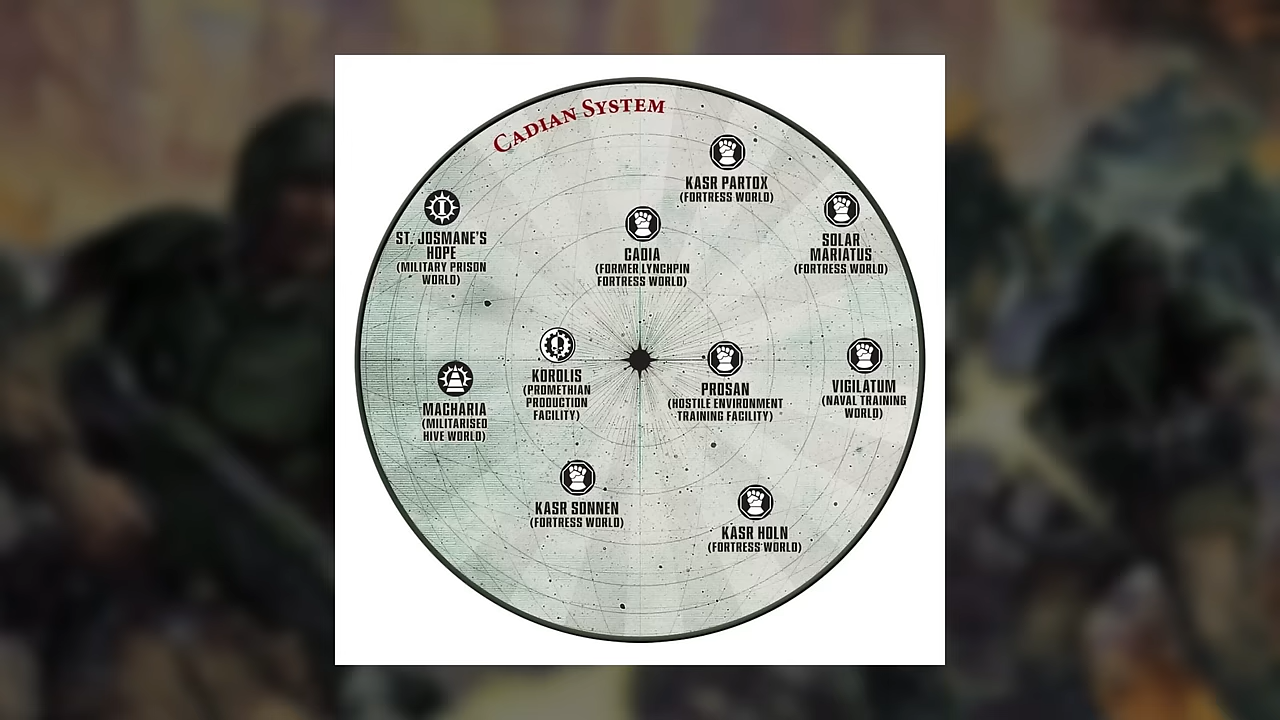 CADIAN SYSTEM
KASR PARTOX
(FORTRESS WORLD)
ST. JOSMANE'S
HOPE
(MILITARY PRISON
WORLD)
CADIA
(FORMER LYNCHPIN
FORTRESS WORLD)
SOLAR
MARIATUS
(FORTRESS WORLD)
KOROLIS
(PROMETHIAN
PRODUCTION
FACILITY)
PROSAN
(HOSTILE ENVIRONMENT
TRAINING FACILITY)
VIGILATUM
(NAVAL TRAINING
WORLD)
MACHARIA
(MILITARISED
HIVE WORLD)
KASR SONNEN
(FORTRESS WORLD)
KASR HOLN
(FORTRESS WORLD)